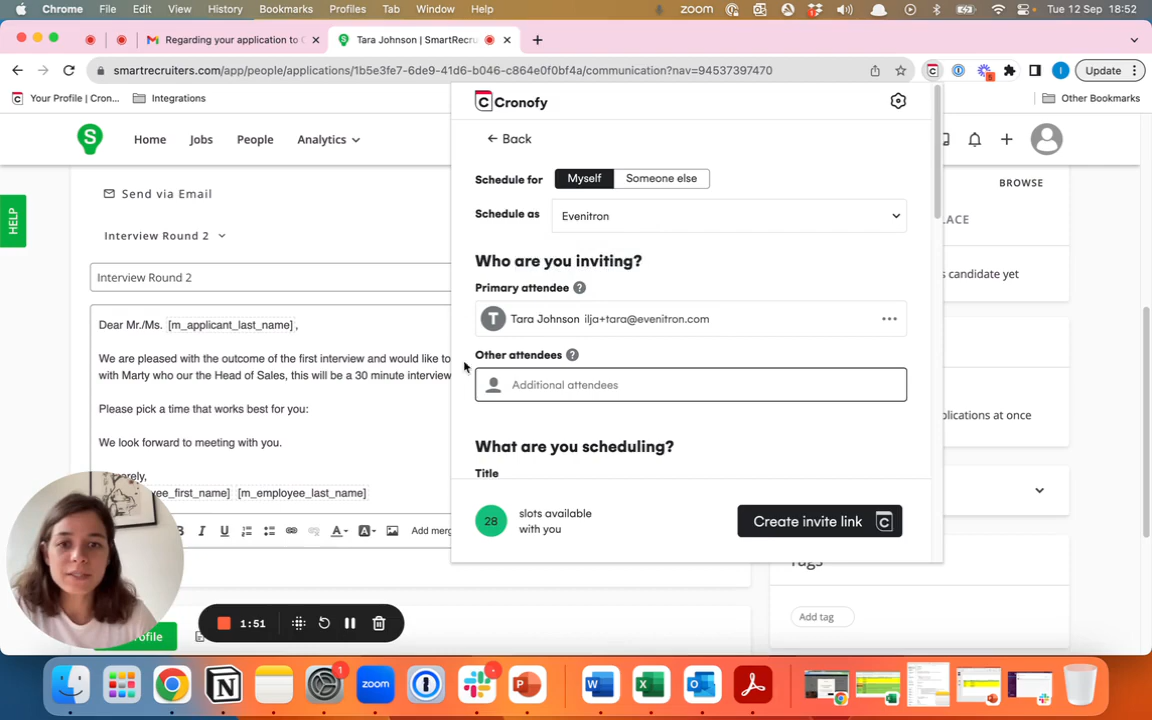 Chrome File Edit View History Bookmarks Profiles Tab Window Help zoom Tue 12 Sep 18:52
Regarding your application to C
Tara Johnson | SmartRecru
smartrecruiters.com/app/people/applications/1b5e3fe7-6de9-41d6-b046-c864e0f0bf4a/communication?nav=94537397470
Update
Your Profile | Cron...
Integrations
Other Bookmarks
Cronofy
S
Home
Jobs
People
Analytics
Back
Send via Email
Schedule for
Myself
Someone else
BROWSE
HELP
Schedule as
Evenitron
ACE
Interview Round 2
Who are you inviting?
s candidate yet
Interview Round 2
Primary attendee ?
T Tara Johnson ilja+tara@evenitron.com
Dear Mr./Ms. [m_applicant_last_name] ,
We are pleased with the outcome of the first interview and would like to
Other attendees ?
with Marty who our the Head of Sales, this will be a 30 minute interview
Additional attendees
Please pick a time that works best for you:
plications at once
We look forward to meeting with you.
What are you scheduling?
Title
erely,
yee_first_name] [m_employee_last_name]
28
slots available
with you
Create invite link
B I U
Add merg
Tags
Add tag
1:51
ofile
1
zoom